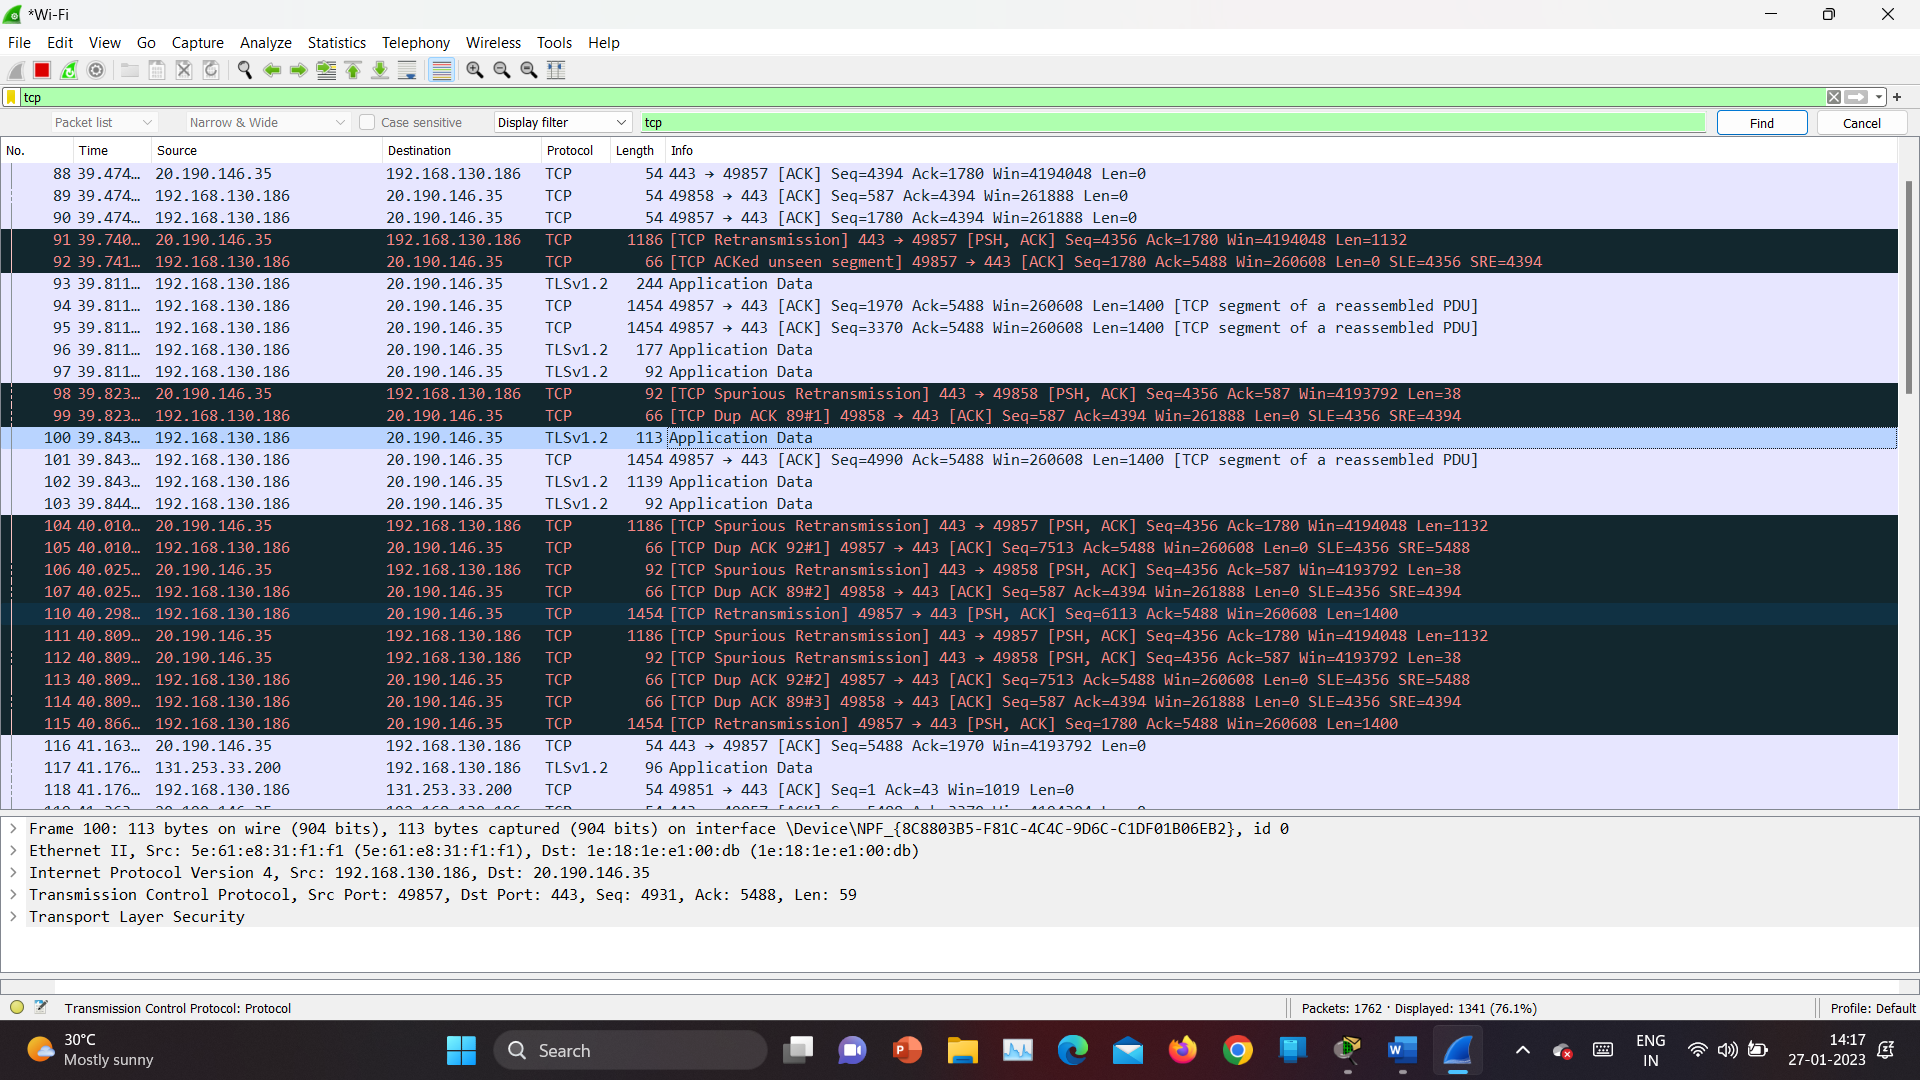 *Wi-Fi
File Edit View Go Capture Analyze Statistics Telephony Wireless Tools Help
tcp
Packet list Narrow & Wide Case sensitive Display filter tcp Find Cancel
No. Time Source Destination Protocol Length Info
88 39.474… 20.190.146.35 192.168.130.186 TCP 54 443 → 49857 [ACK] Seq=4394 Ack=1780 Win=4194048 Len=0
89 39.474… 192.168.130.186 20.190.146.35 TCP 54 49858 → 443 [ACK] Seq=587 Ack=4394 Win=261888 Len=0
90 39.474… 192.168.130.186 20.190.146.35 TCP 54 49857 → 443 [ACK] Seq=1780 Ack=4394 Win=261888 Len=0
91 39.740… 20.190.146.35 192.168.130.186 TCP 1186 [TCP Retransmission] 443 → 49857 [PSH, ACK] Seq=4356 Ack=1780 Win=4194048 Len=1132
92 39.741… 192.168.130.186 20.190.146.35 TCP 66 [TCP ACKed unseen segment] 49857 → 443 [ACK] Seq=1780 Ack=5488 Win=260608 Len=0 SLE=4356 SRE=4394
93 39.811… 192.168.130.186 20.190.146.35 TLSv1.2 244 Application Data
94 39.811… 192.168.130.186 20.190.146.35 TCP 1454 49857 → 443 [ACK] Seq=1970 Ack=5488 Win=260608 Len=1400 [TCP segment of a reassembled PDU]
95 39.811… 192.168.130.186 20.190.146.35 TCP 1454 49857 → 443 [ACK] Seq=3370 Ack=5488 Win=260608 Len=1400 [TCP segment of a reassembled PDU]
96 39.811… 192.168.130.186 20.190.146.35 TLSv1.2 177 Application Data
97 39.811… 192.168.130.186 20.190.146.35 TLSv1.2 92 Application Data
98 39.823… 20.190.146.35 192.168.130.186 TCP 92 [TCP Spurious Retransmission] 443 → 49858 [PSH, ACK] Seq=4356 Ack=587 Win=4193792 Len=38
99 39.823… 192.168.130.186 20.190.146.35 TCP 66 [TCP Dup ACK 89#1] 49858 → 443 [ACK] Seq=587 Ack=4394 Win=261888 Len=0 SLE=4356 SRE=4394
100 39.843… 192.168.130.186 20.190.146.35 TLSv1.2 113 Application Data
101 39.843… 192.168.130.186 20.190.146.35 TCP 1454 49857 → 443 [ACK] Seq=4990 Ack=5488 Win=260608 Len=1400 [TCP segment of a reassembled PDU]
102 39.843… 192.168.130.186 20.190.146.35 TLSv1.2 1139 Application Data
103 39.844… 192.168.130.186 20.190.146.35 TLSv1.2 92 Application Data
104 40.010… 20.190.146.35 192.168.130.186 TCP 1186 [TCP Spurious Retransmission] 443 → 49857 [PSH, ACK] Seq=4356 Ack=1780 Win=4194048 Len=1132
105 40.010… 192.168.130.186 20.190.146.35 TCP 66 [TCP Dup ACK 92#1] 49857 → 443 [ACK] Seq=7513 Ack=5488 Win=260608 Len=0 SLE=4356 SRE=5488
106 40.025… 20.190.146.35 192.168.130.186 TCP 92 [TCP Spurious Retransmission] 443 → 49858 [PSH, ACK] Seq=4356 Ack=587 Win=4193792 Len=38
107 40.025… 192.168.130.186 20.190.146.35 TCP 66 [TCP Dup ACK 89#2] 49858 → 443 [ACK] Seq=587 Ack=4394 Win=261888 Len=0 SLE=4356 SRE=4394
110 40.298… 192.168.130.186 20.190.146.35 TCP 1454 [TCP Retransmission] 49857 → 443 [PSH, ACK] Seq=6113 Ack=5488 Win=260608 Len=1400
111 40.809… 20.190.146.35 192.168.130.186 TCP 1186 [TCP Spurious Retransmission] 443 → 49857 [PSH, ACK] Seq=4356 Ack=1780 Win=4194048 Len=1132
112 40.809… 20.190.146.35 192.168.130.186 TCP 92 [TCP Spurious Retransmission] 443 → 49858 [PSH, ACK] Seq=4356 Ack=587 Win=4193792 Len=38
113 40.809… 192.168.130.186 20.190.146.35 TCP 66 [TCP Dup ACK 92#2] 49857 → 443 [ACK] Seq=7513 Ack=5488 Win=260608 Len=0 SLE=4356 SRE=5488
114 40.809… 192.168.130.186 20.190.146.35 TCP 66 [TCP Dup ACK 89#3] 49858 → 443 [ACK] Seq=587 Ack=4394 Win=261888 Len=0 SLE=4356 SRE=4394
115 40.866… 192.168.130.186 20.190.146.35 TCP 1454 [TCP Retransmission] 49857 → 443 [PSH, ACK] Seq=1780 Ack=5488 Win=260608 Len=1400
116 41.163… 20.190.146.35 192.168.130.186 TCP 54 443 → 49857 [ACK] Seq=5488 Ack=1970 Win=4193792 Len=0
117 41.176… 131.253.33.200 192.168.130.186 TLSv1.2 96 Application Data
118 41.176… 192.168.130.186 131.253.33.200 TCP 54 49851 → 443 [ACK] Seq=1 Ack=43 Win=1019 Len=0
Frame 100: 113 bytes on wire (904 bits), 113 bytes captured (904 bits) on interface \Device\NPF_{8C8803B5-F81C-4C4C-9D6C-C1DF01B06EB2}, id 0
Ethernet II, Src: 5e:61:e8:31:f1:f1 (5e:61:e8:31:f1:f1), Dst: 1e:18:1e:e1:00:db (1e:18:1e:e1:00:db)
Internet Protocol Version 4, Src: 192.168.130.186, Dst: 20.190.146.35
Transmission Control Protocol, Src Port: 49857, Dst Port: 443, Seq: 4931, Ack: 5488, Len: 59
Transport Layer Security
Transmission Control Protocol: Protocol Packets: 1762 · Displayed: 1341 (76.1%) Profile: Default
30°C
Mostly sunny
Search
ENG
IN
14:17
27-01-2023